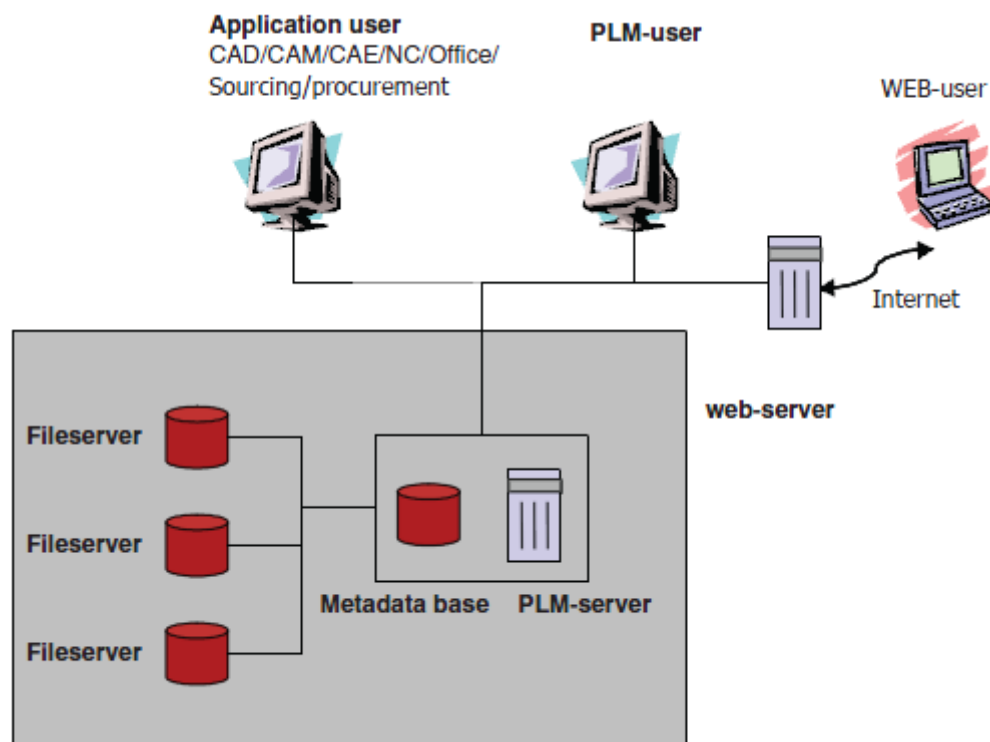 Application user
CAD/CAM/CAE/NC/Office/
Sourcing/procurement
PLM-user
WEB-user
Internet
web-server
Fileserver
Fileserver
Fileserver
Metadata base
PLM-server